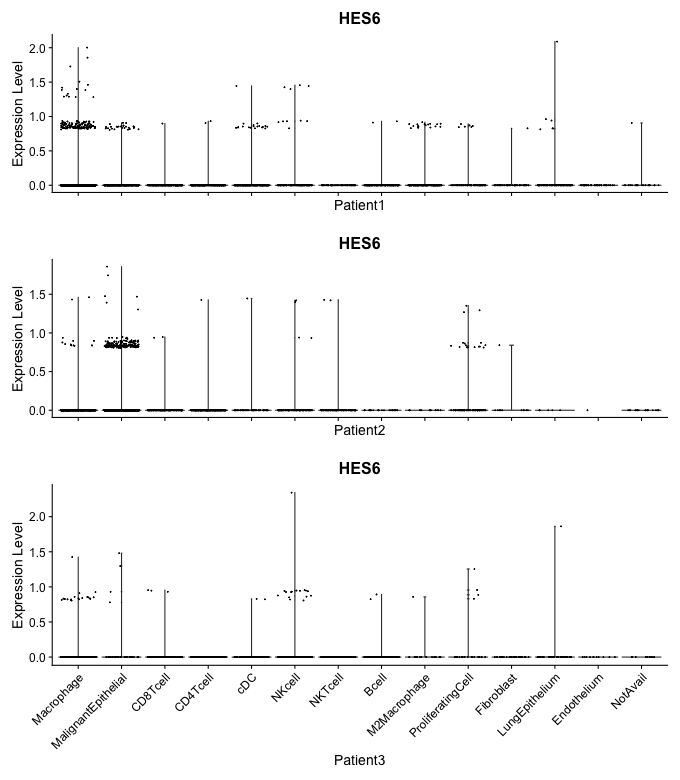 HES6
Expression Level
2.0
1.5
1.0
0.5
0.0
Patient1
HES6
Expression Level
1.5
1.0
0.5
0.0
Patient2
HES6
Expression Level
2.0
1.5
1.0
0.5
0.0
Macrophage
MalignantEpithelial
CD8Tcell
CD4Tcell
cDC
NKcell
NKTcell
Bcell
M2Macrophage
ProliferatingCell
Fibroblast
LungEpithelium
Endothelium
NotAvail
Patient3